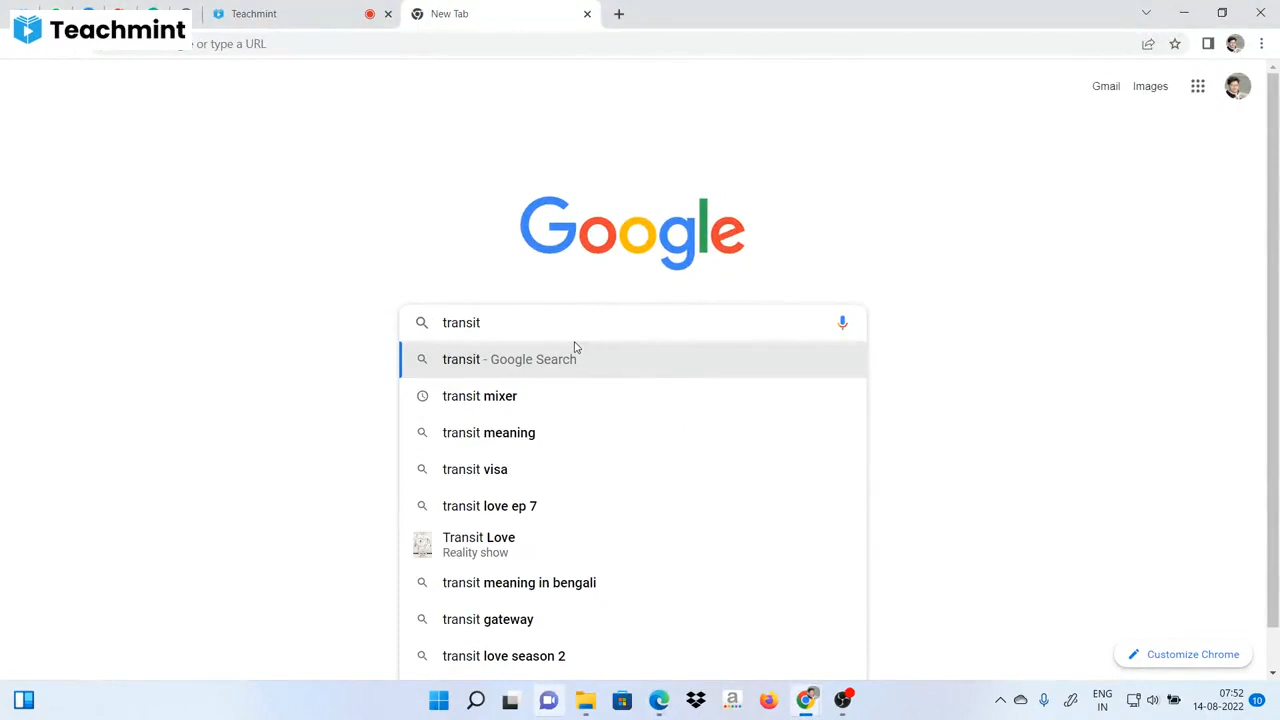 Teachmint
New Tab
Teachmint
or type a URL
Gmail
Images
Google
transit
transit - Google Search
transit mixer
transit meaning
transit visa
transit love ep 7
Transit Love
Reality show
transit meaning in bengali
transit gateway
transit love season 2
Customize Chrome
a
ENG
IN
07:52
14-08-2022
10